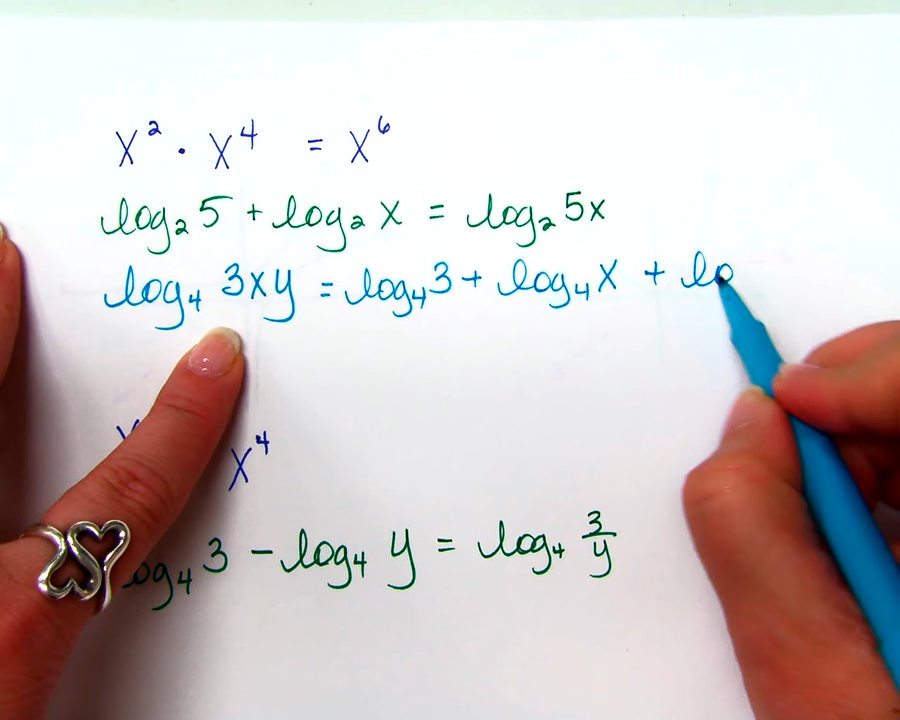 x² · x⁴ = x⁶
log₂ 5 + log₂ x = log₂ 5x
log₄ 3xy = log₄ 3 + log₄ x + lo
x⁴
log₄ 3 − log₄ y = log₄ 3/y